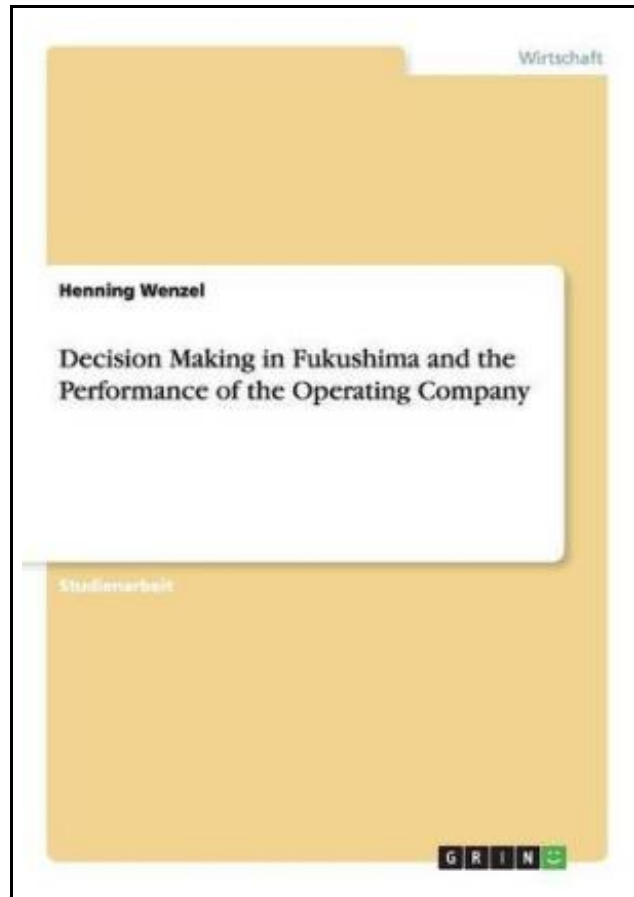 Wirtschaft
Henning Wenzel
Decision Making in Fukushima and the
Performance of the Operating Company
Studienarbeit
GRIN